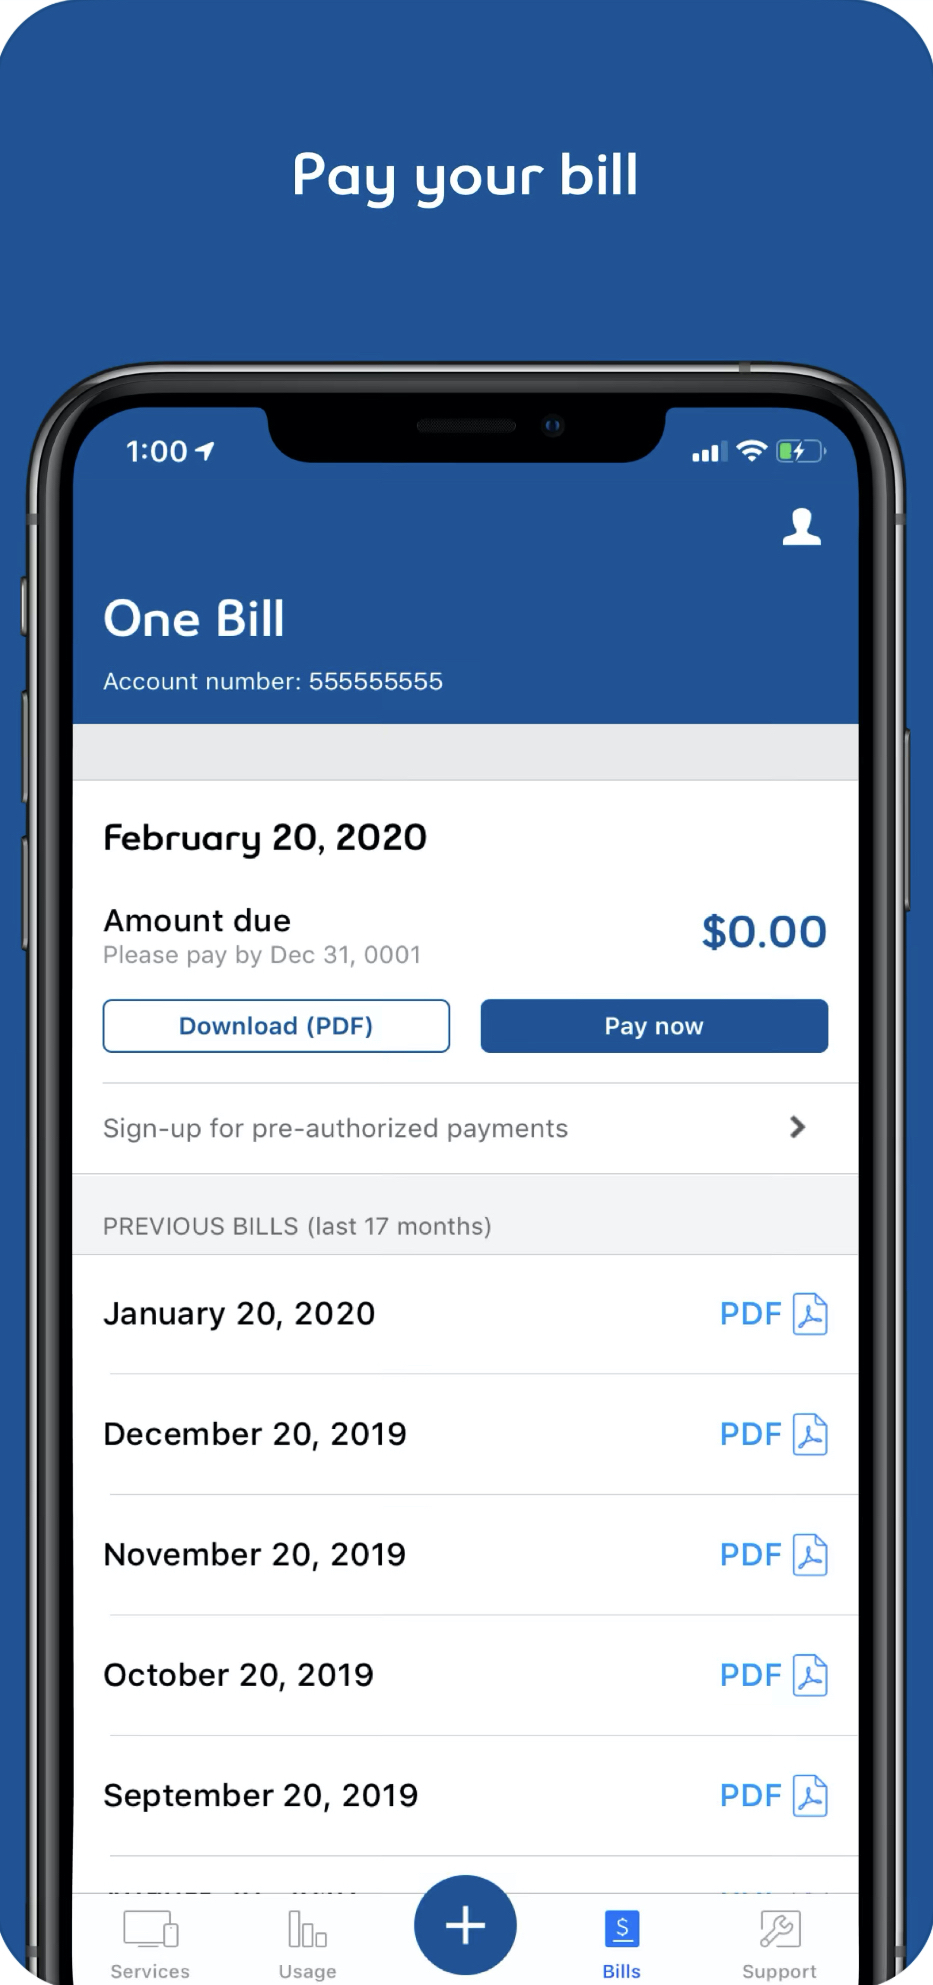 Pay your bill
1:00
One Bill
Account number: 555555555
February 20, 2020
Amount due
$0.00
Please pay by Dec 31, 0001
Download (PDF)
Pay now
Sign-up for pre-authorized payments
PREVIOUS BILLS (last 17 months)
January 20, 2020 PDF
December 20, 2019 PDF
November 20, 2019 PDF
October 20, 2019 PDF
September 20, 2019 PDF
Services
Usage
Bills
Support